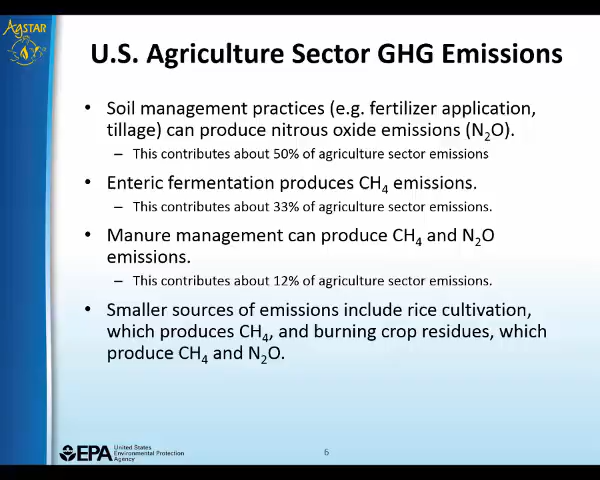 AgSTAR
U.S. Agriculture Sector GHG Emissions
• Soil management practices (e.g. fertilizer application,
tillage) can produce nitrous oxide emissions (N₂O).
– This contributes about 50% of agriculture sector emissions
• Enteric fermentation produces CH₄ emissions.
– This contributes about 33% of agriculture sector emissions.
• Manure management can produce CH₄ and N₂O
emissions.
– This contributes about 12% of agriculture sector emissions.
• Smaller sources of emissions include rice cultivation,
which produces CH₄, and burning crop residues, which
produce CH₄ and N₂O.
EPA
United States
Environmental Protection
Agency
6